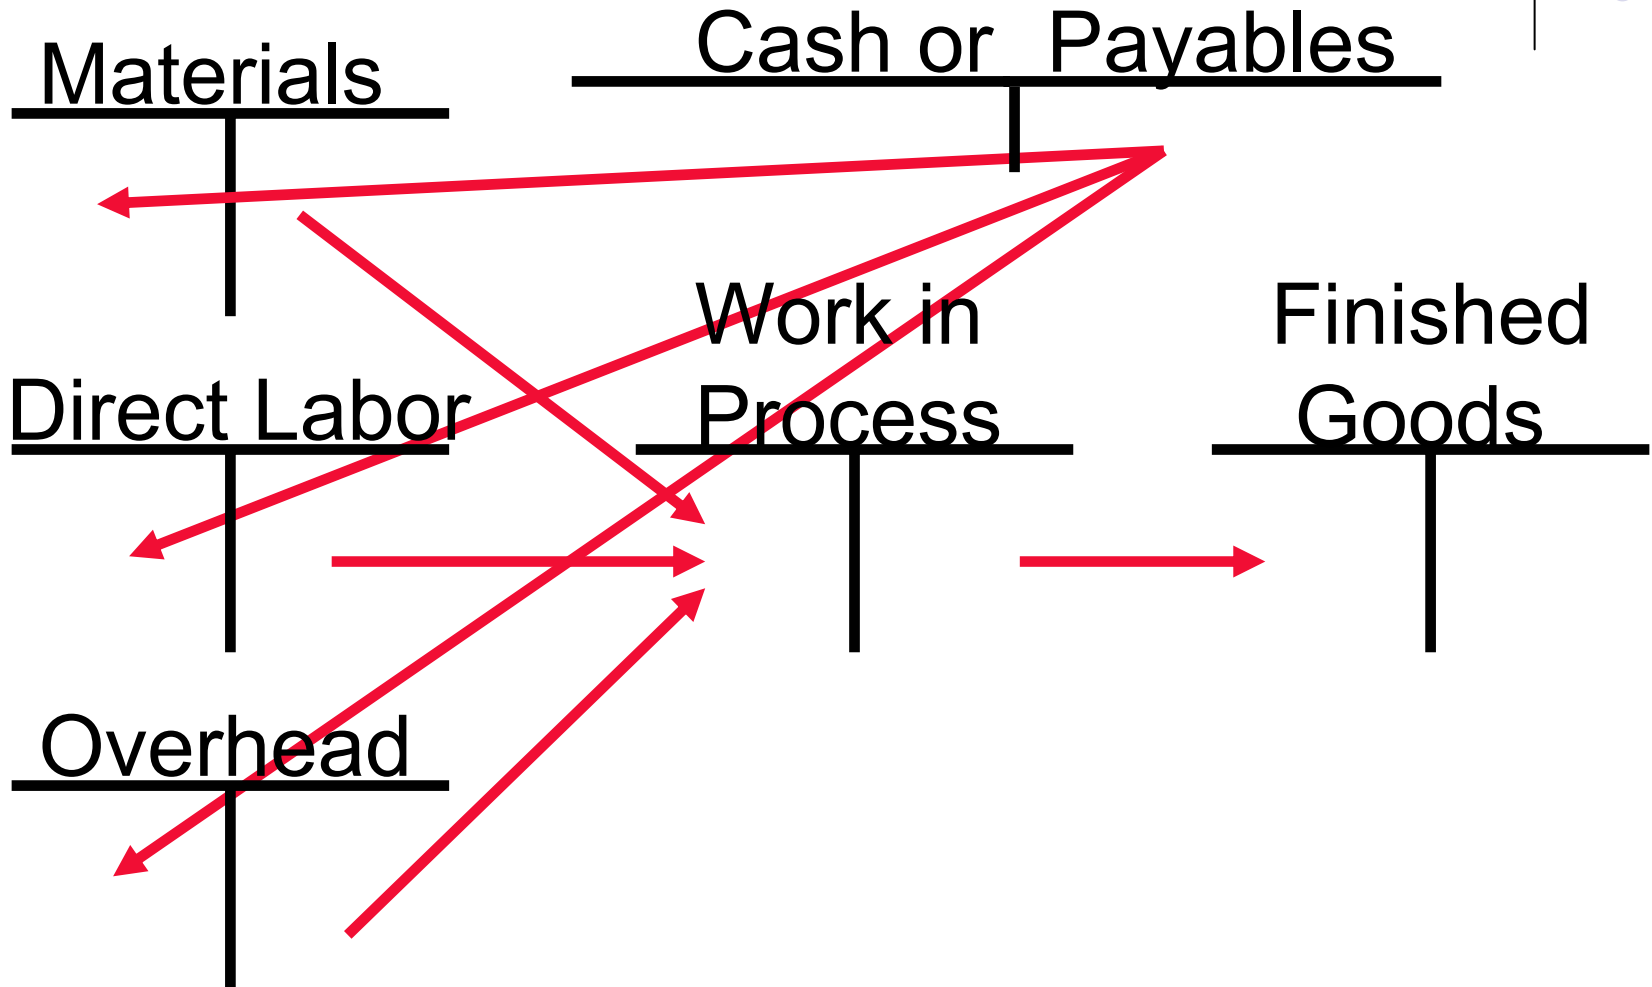 Cash or Payables
Materials
Work in
Process
Finished
Goods
Direct Labor
Overhead